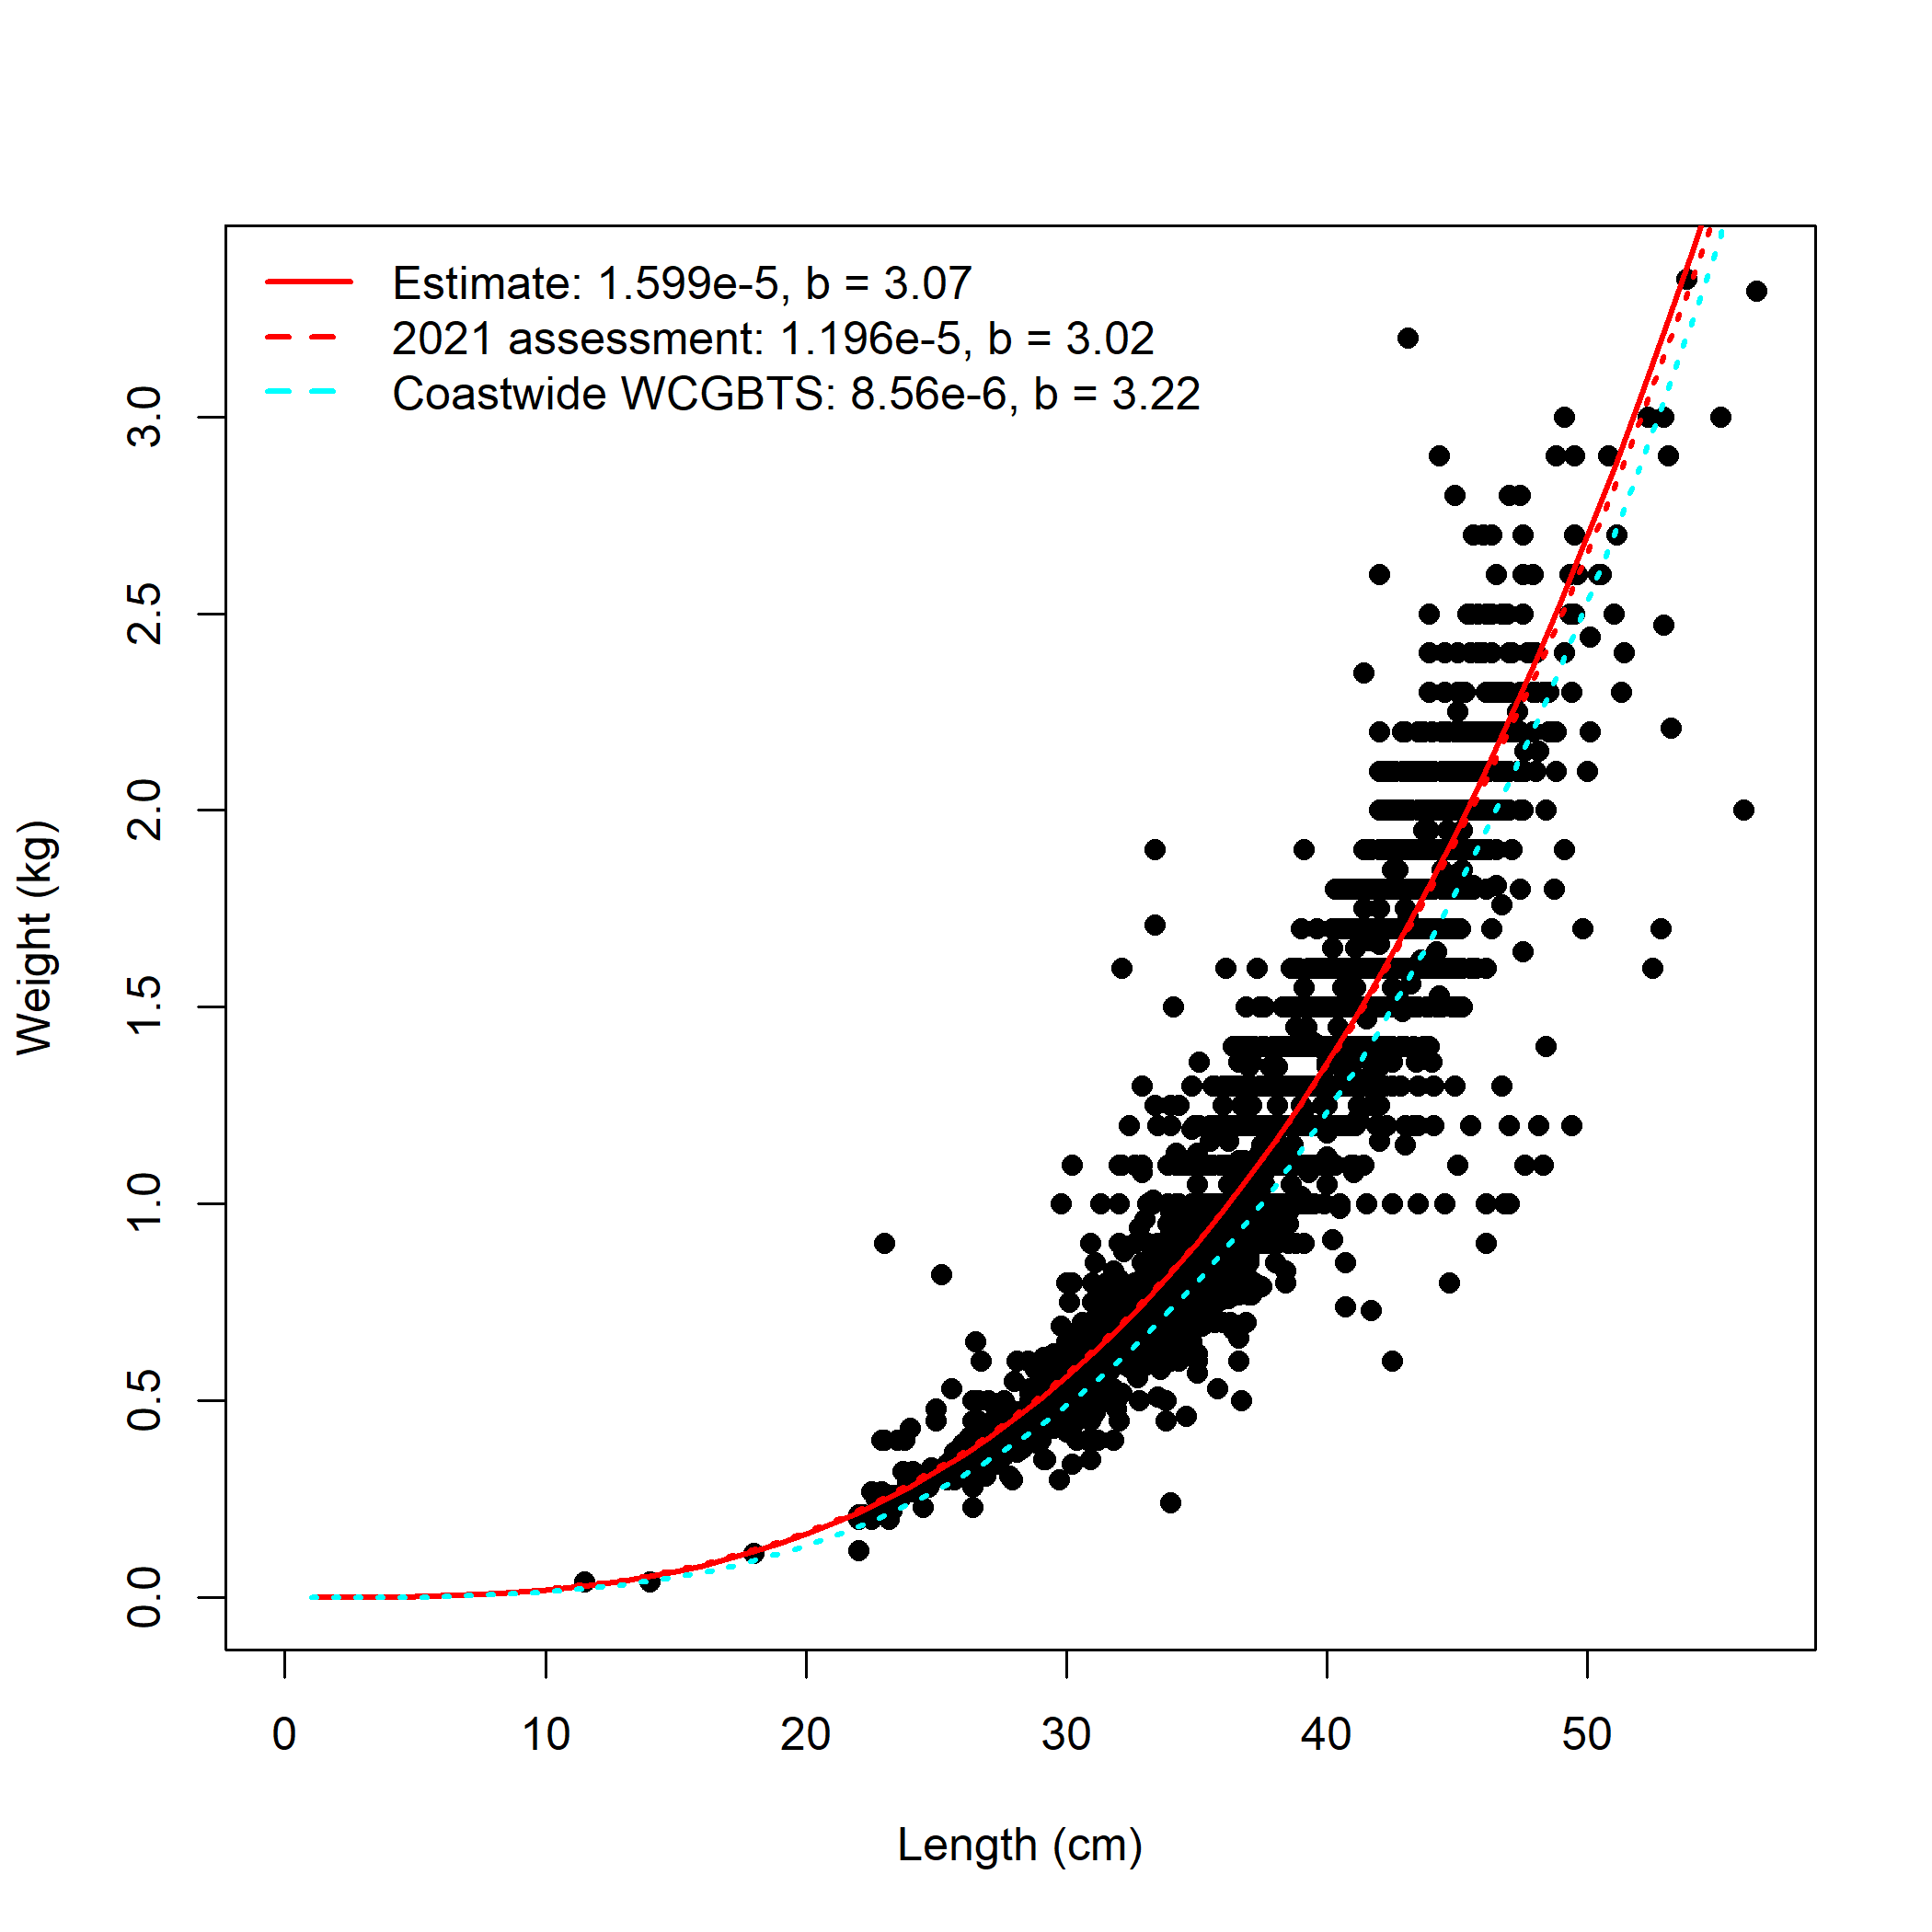 Estimate: 1.599e-5, b = 3.07
2021 assessment: 1.196e-5, b = 3.02
Coastwide WCGBTS: 8.56e-6, b = 3.22
3.0
2.5
2.0
1.5
1.0
0.5
0.0
Weight (kg)
0 10 20 30 40 50
Length (cm)